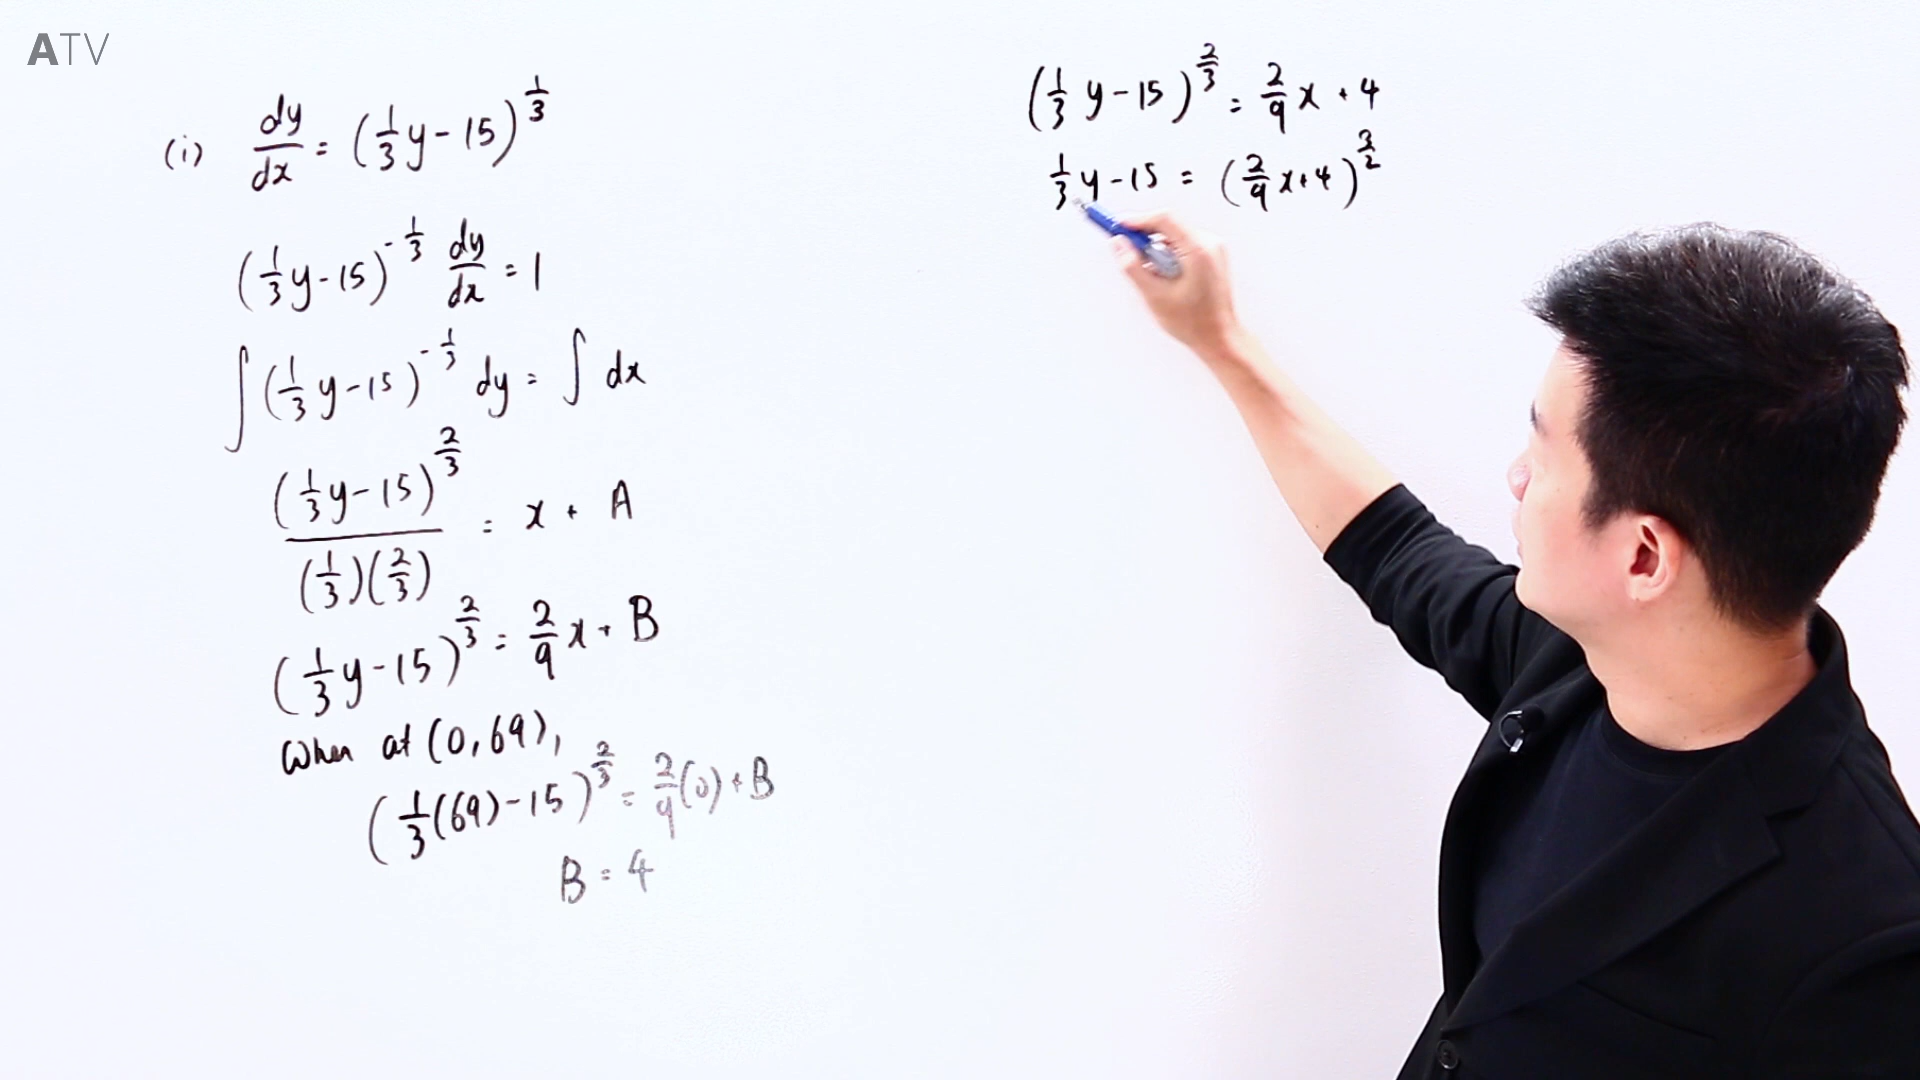 ATV
(i) dy/dx = (1/3 y - 15)^(1/3)
(1/3 y - 15)^(-1/3) dy/dx = 1
∫ (1/3 y - 15)^(-1/3) dy = ∫ dx
(1/3 y - 15)^(2/3) / (1/3)(2/3) = x + A
(1/3 y - 15)^(2/3) = 2/9 x + B
When at (0, 69),
(1/3 (69) - 15)^(2/3) = 2/9 (0) + B
B = 4
(1/3 y - 15)^(2/3) = 2/9 x + 4
1/3 y - 15 = (2/9 x + 4)^(3/2)